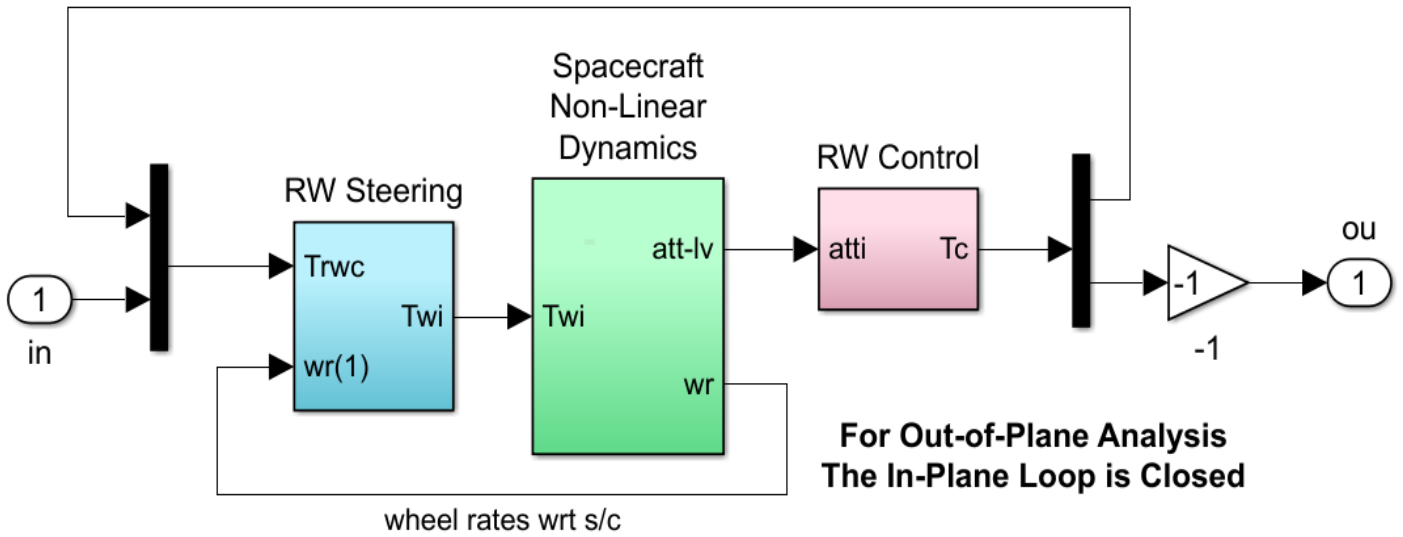 Spacecraft
Non-Linear
Dynamics
RW Control
RW Steering
att-lv
atti
Tc
ou
Trwc
1
in
Twi
Twi
-1
1
wr(1)
wr
-1
For Out-of-Plane Analysis
The In-Plane Loop is Closed
wheel rates wrt s/c